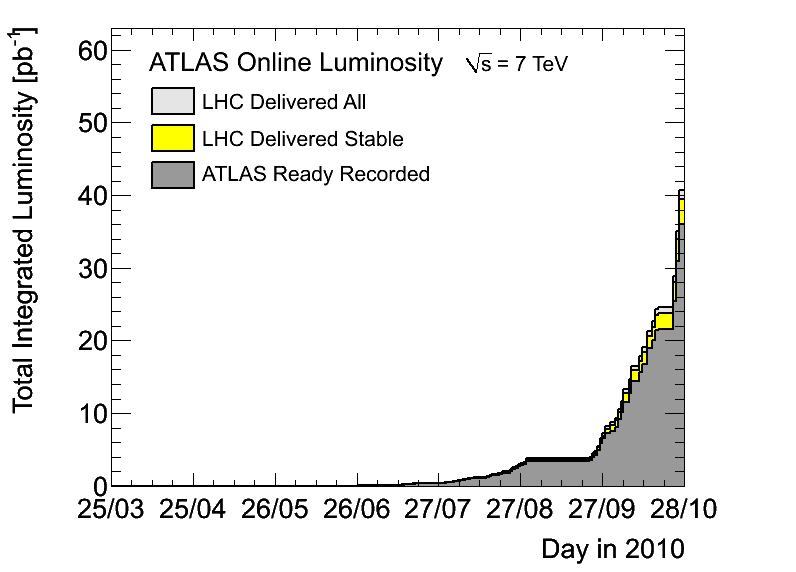 Total Integrated Luminosity [pb⁻¹]
60
50
40
30
20
10
0
ATLAS Online Luminosity √s = 7 TeV
LHC Delivered All
LHC Delivered Stable
ATLAS Ready Recorded
25/03 25/04 26/05 26/06 27/07 27/08 27/09 28/10
Day in 2010